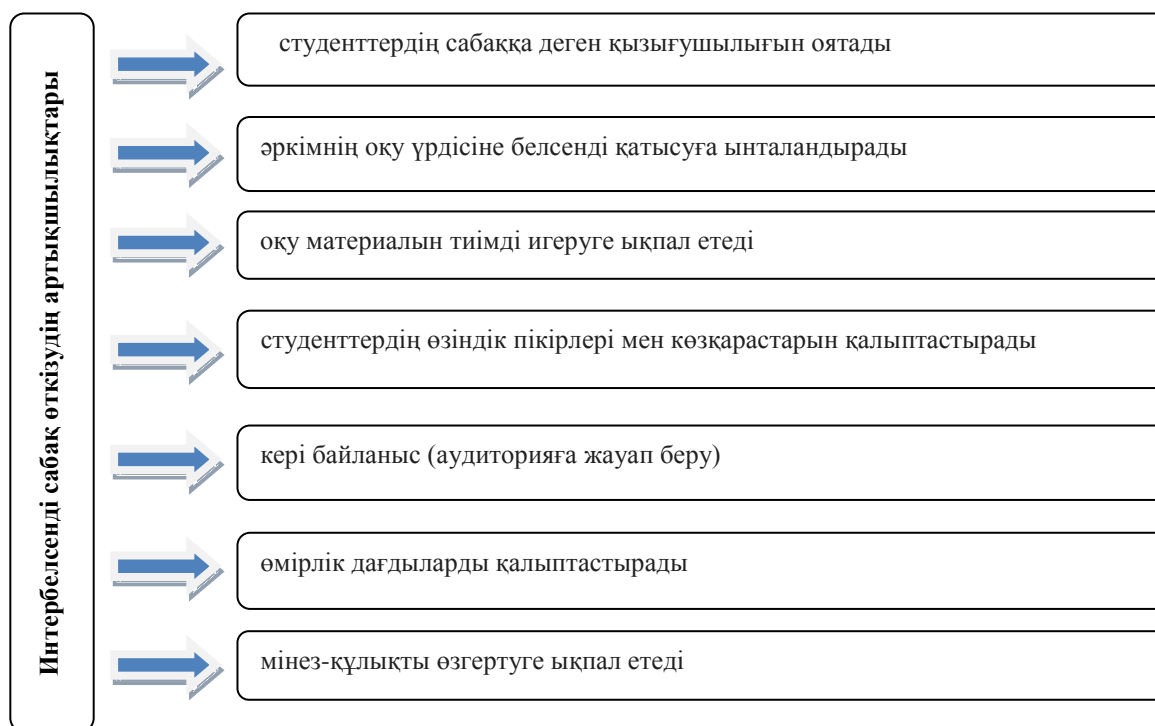 Интербелсенді сабақ өткізудің артықшылықтары
студенттердің сабаққа деген қызығушылығын оятады
әркімнің оқу үрдісіне белсенді қатысуға ынталандырады
оқу материалын тиімді игеруге ықпал етеді
студенттердің өзіндік пікірлері мен көзқарастарын қалыптастырады
кері байланыс (аудиторияға жауап беру)
өмірлік дағдыларды қалыптастырады
мінез-құлықты өзгертуге ықпал етеді